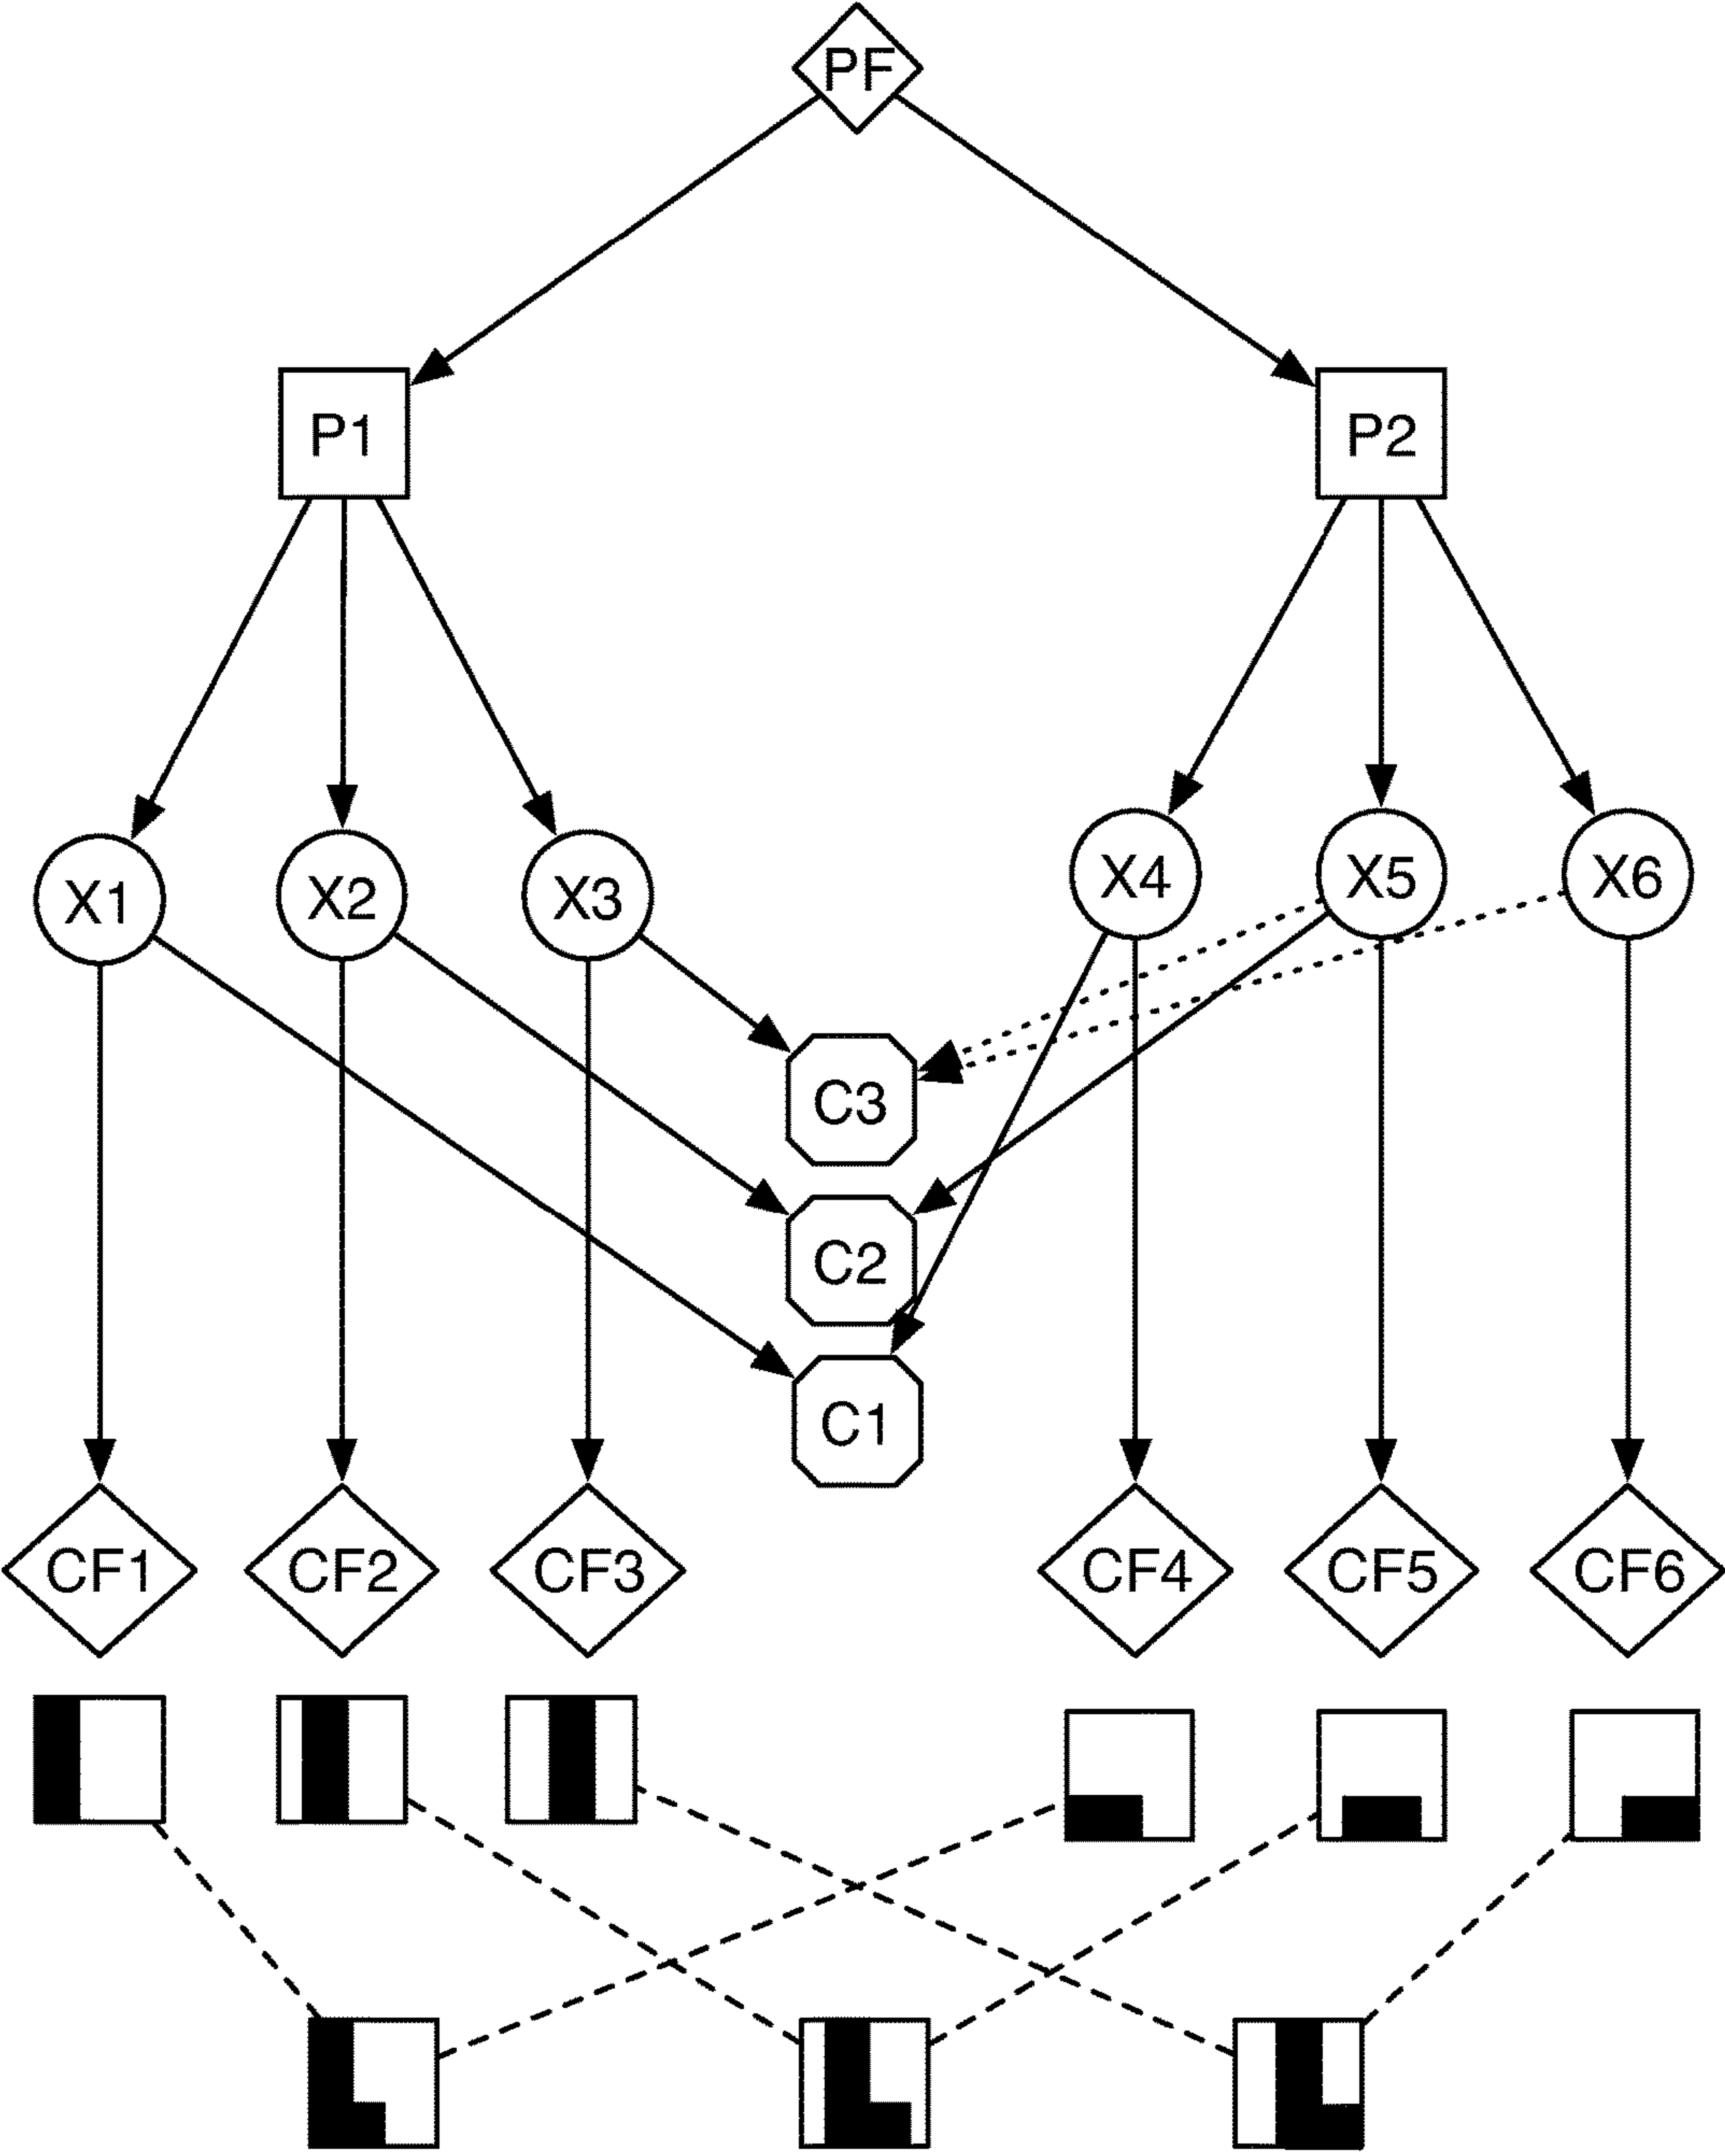 PF
P1 P2
X1 X2 X3 X4 X5 X6
C3
C2
C1
CF1 CF2 CF3 CF4 CF5 CF6